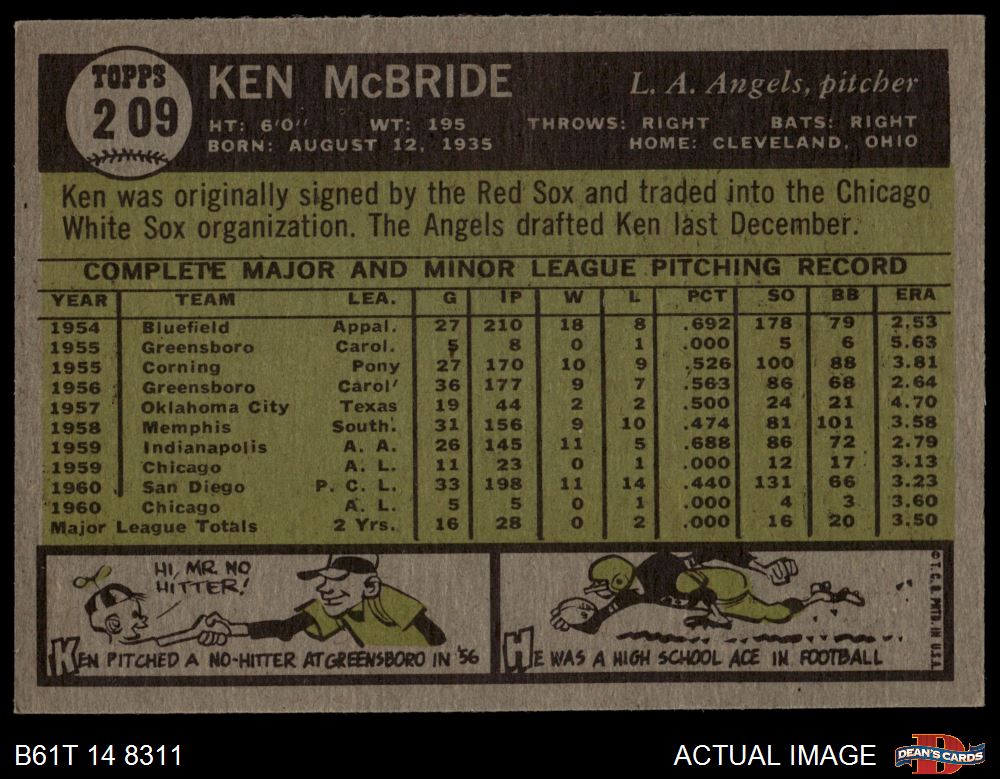 TOPPS
209
KEN McBRIDE
L. A. Angels, pitcher
HT: 6'0" WT: 195 THROWS: RIGHT BATS: RIGHT
BORN: AUGUST 12, 1935 HOME: CLEVELAND, OHIO
Ken was originally signed by the Red Sox and traded into the Chicago
White Sox organization. The Angels drafted Ken last December.
COMPLETE MAJOR AND MINOR LEAGUE PITCHING RECORD
YEAR TEAM LEA. G IP W L PCT SO BB ERA
1954 Bluefield Appal. 27 210 18 8 .692 178 79 2.53
1955 Greensboro Carol. 5 8 0 1 .000 5 6 5.63
1955 Corning Pony 27 170 10 9 .526 100 88 3.81
1956 Greensboro Carol. 36 177 9 7 .563 86 68 2.64
1957 Oklahoma City Texas 19 44 2 2 .500 24 21 4.70
1958 Memphis South. 31 156 9 10 .474 81 101 3.58
1959 Indianapolis A. A. 26 145 11 5 .688 86 72 2.79
1959 Chicago A. L. 11 23 0 1 .000 12 17 3.13
1960 San Diego P. C. L. 33 198 11 14 .440 131 66 3.23
1960 Chicago A. L. 5 5 0 1 .000 4 3 3.60
Major League Totals 2 Yrs. 16 28 0 2 .000 16 20 3.50
HI, MR. NO
HITTER!
KEN PITCHED A NO-HITTER AT GREENSBORO IN '56
HE WAS A HIGH SCHOOL ACE IN FOOTBALL
© T. C. G. PRTD. IN U.S.A.
B61T 14 8311
ACTUAL IMAGE
DEAN'S CARDS